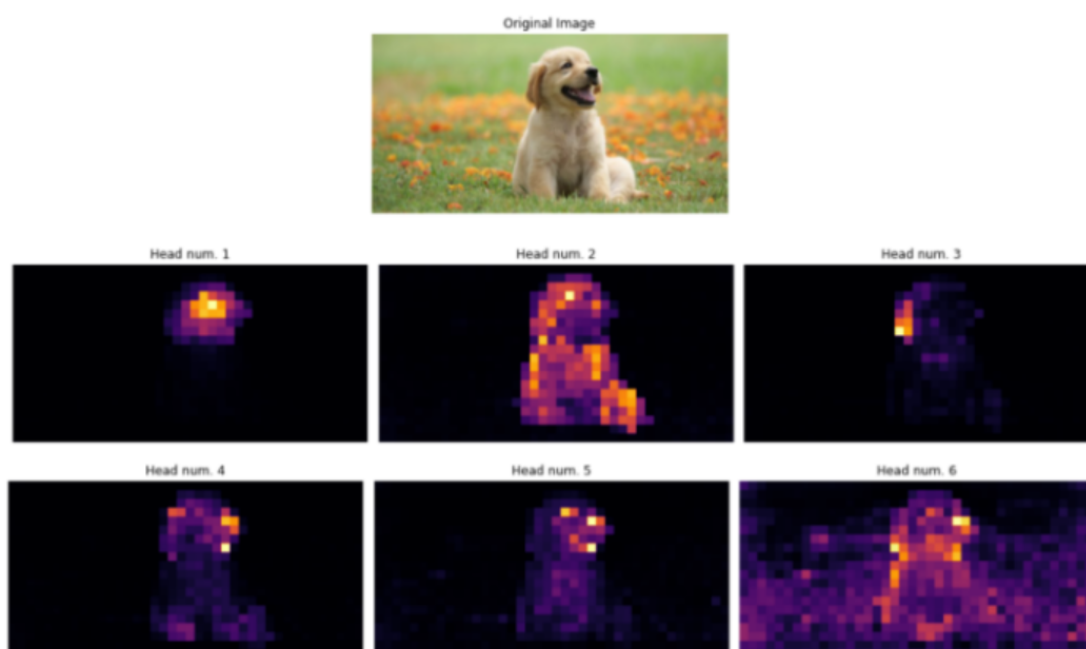 Original Image
Head num. 1
Head num. 2
Head num. 3
Head num. 4
Head num. 5
Head num. 6